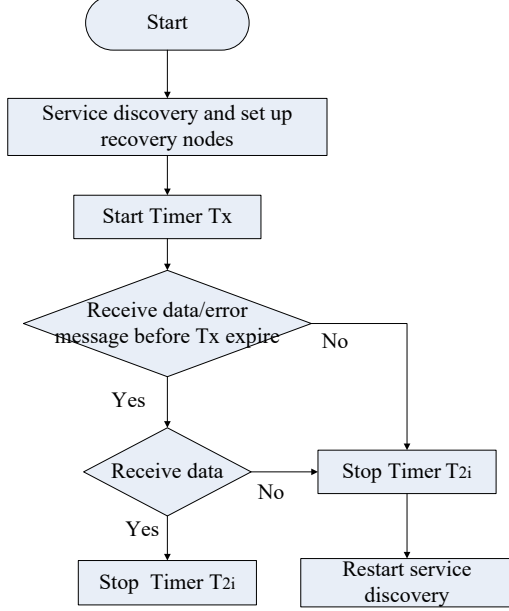 Start
Service discovery and set up
recovery nodes
Start Timer Tx
Receive data/error
message before Tx expire
No
Yes
Receive data
No
Stop Timer T2i
Yes
Stop Timer T2i
Restart service
discovery